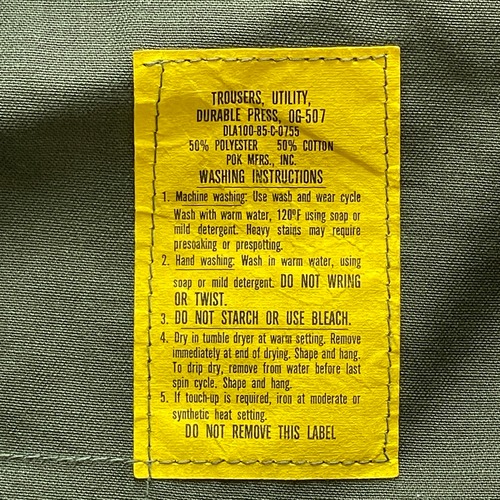 TROUSERS, UTILITY,
DURABLE PRESS, OG-507
DLA100-85-C-0755
50% POLYESTER 50% COTTON
POK MFRS., INC.
WASHING INSTRUCTIONS
1. Machine washing: Use wash and wear cycle
Wash with warm water, 120°F using soap or
mild detergent. Heavy stains may require
presoaking or prespotting.
2. Hand washing: Wash in warm water, using
soap or mild detergent. DO NOT WRING
OR TWIST.
3. DO NOT STARCH OR USE BLEACH.
4. Dry in tumble dryer at warm setting. Remove
immediately at end of drying. Shape and hang.
To drip dry, remove from water before last
spin cycle. Shape and hang.
5. If touch-up is required, iron at moderate or
synthetic heat setting.
DO NOT REMOVE THIS LABEL